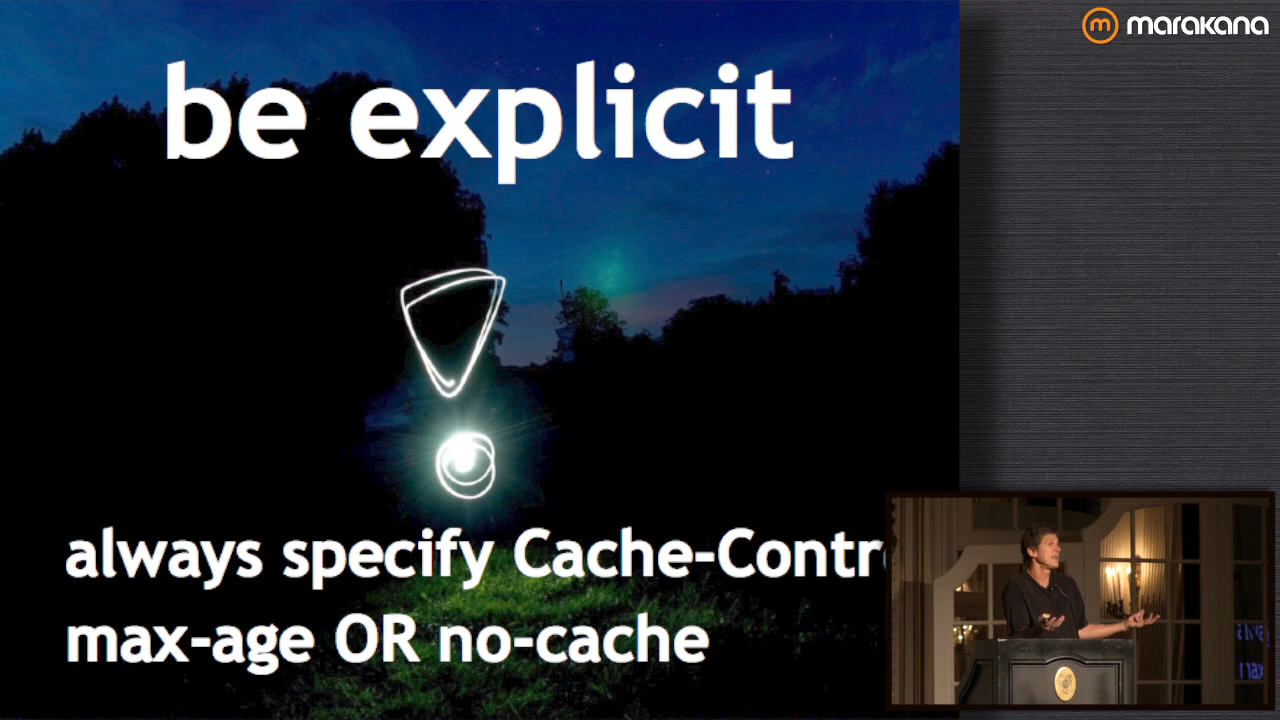 marakana
be explicit
always specify Cache-Contr
max-age OR no-cache